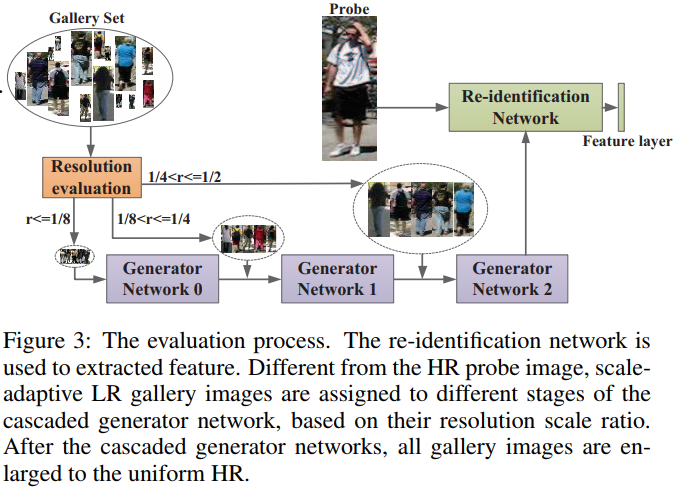 Gallery Set
Probe
Re-identification
Network
Feature layer
Resolution
evaluation
1/4<r<=1/2
r<=1/8
1/8<r<=1/4
Generator
Network 0
Generator
Network 1
Generator
Network 2
Figure 3: The evaluation process. The re-identification network is
used to extracted feature. Different from the HR probe image, scale-
adaptive LR gallery images are assigned to different stages of the
cascaded generator network, based on their resolution scale ratio.
After the cascaded generator networks, all gallery images are en-
larged to the uniform HR.